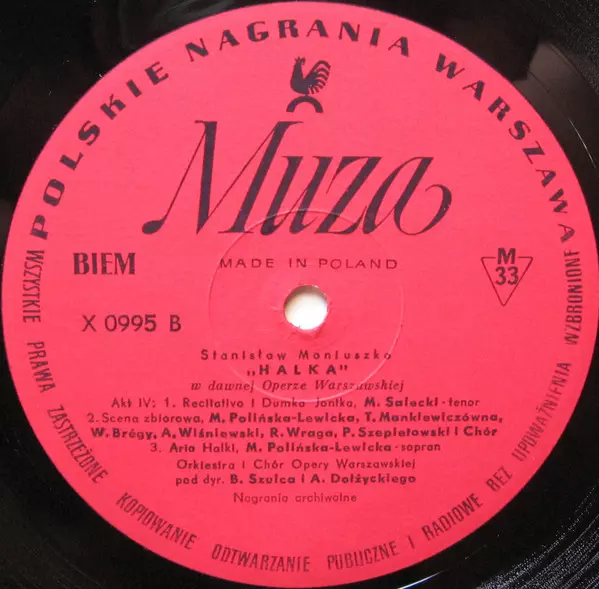 POLSKIE NAGRANIA WARSZAWA
Muza
BIEM
MADE IN POLAND
M
33
X 0995 B
Stanisław Moniuszko
„HALKA"
w dawnej Operze Warszawskiej
Akt IV: 1. Recitativo i Dumka Jontka, M. Salecki - tenor
2. Scena zbiorowa, M. Polińska-Lewicka, T. Mankiewiczówna,
W. Brégy, A. Wiśniewski, R. Wraga, P. Szepietowski i Chór
3. Aria Halki, M. Polińska-Lewicka - sopran
Orkiestra i Chór Opery Warszawskiej
pod dyr. B. Szulca i A. Dołżyckiego
Nagrania archiwalne
WSZYSTKIE PRAWA ZASTRZEŻONE KOPIOWANIE ODTWARZANIE PUBLICZNE I RADIOWE BEZ UPOWAŻNIENIA WZBRONIONE